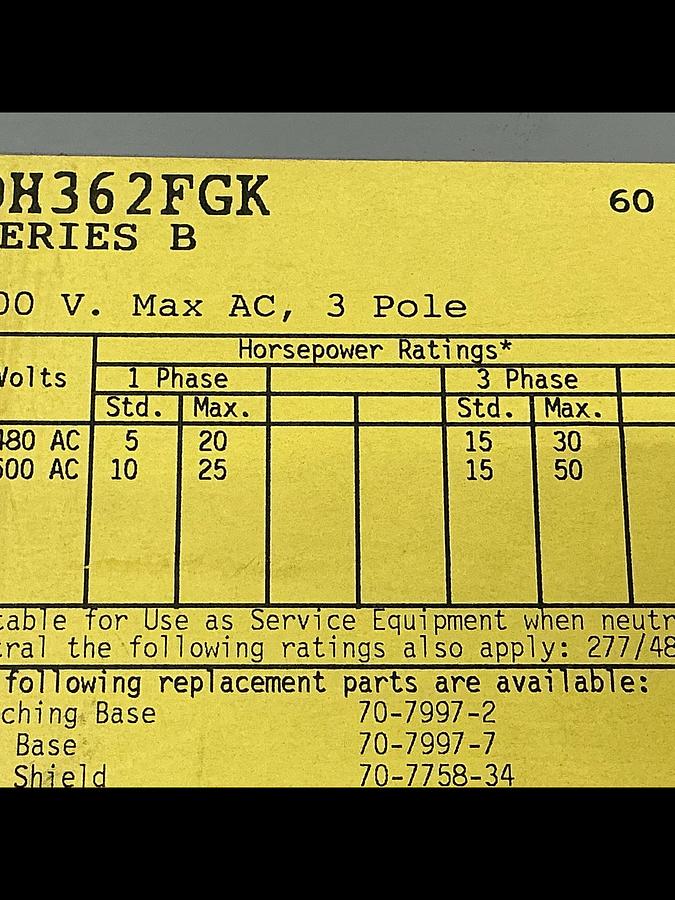 DH362FGK 60
SERIES B
00 V. Max AC, 3 Pole
Horsepower Ratings*
Volts 1 Phase 3 Phase
Std. Max. Std. Max.
480 AC 5 20 15 30
600 AC 10 25 15 50
table for Use as Service Equipment when neutr
tral the following ratings also apply: 277/48
following replacement parts are available:
ching Base 70-7997-2
Base 70-7997-7
Shield 70-7758-34